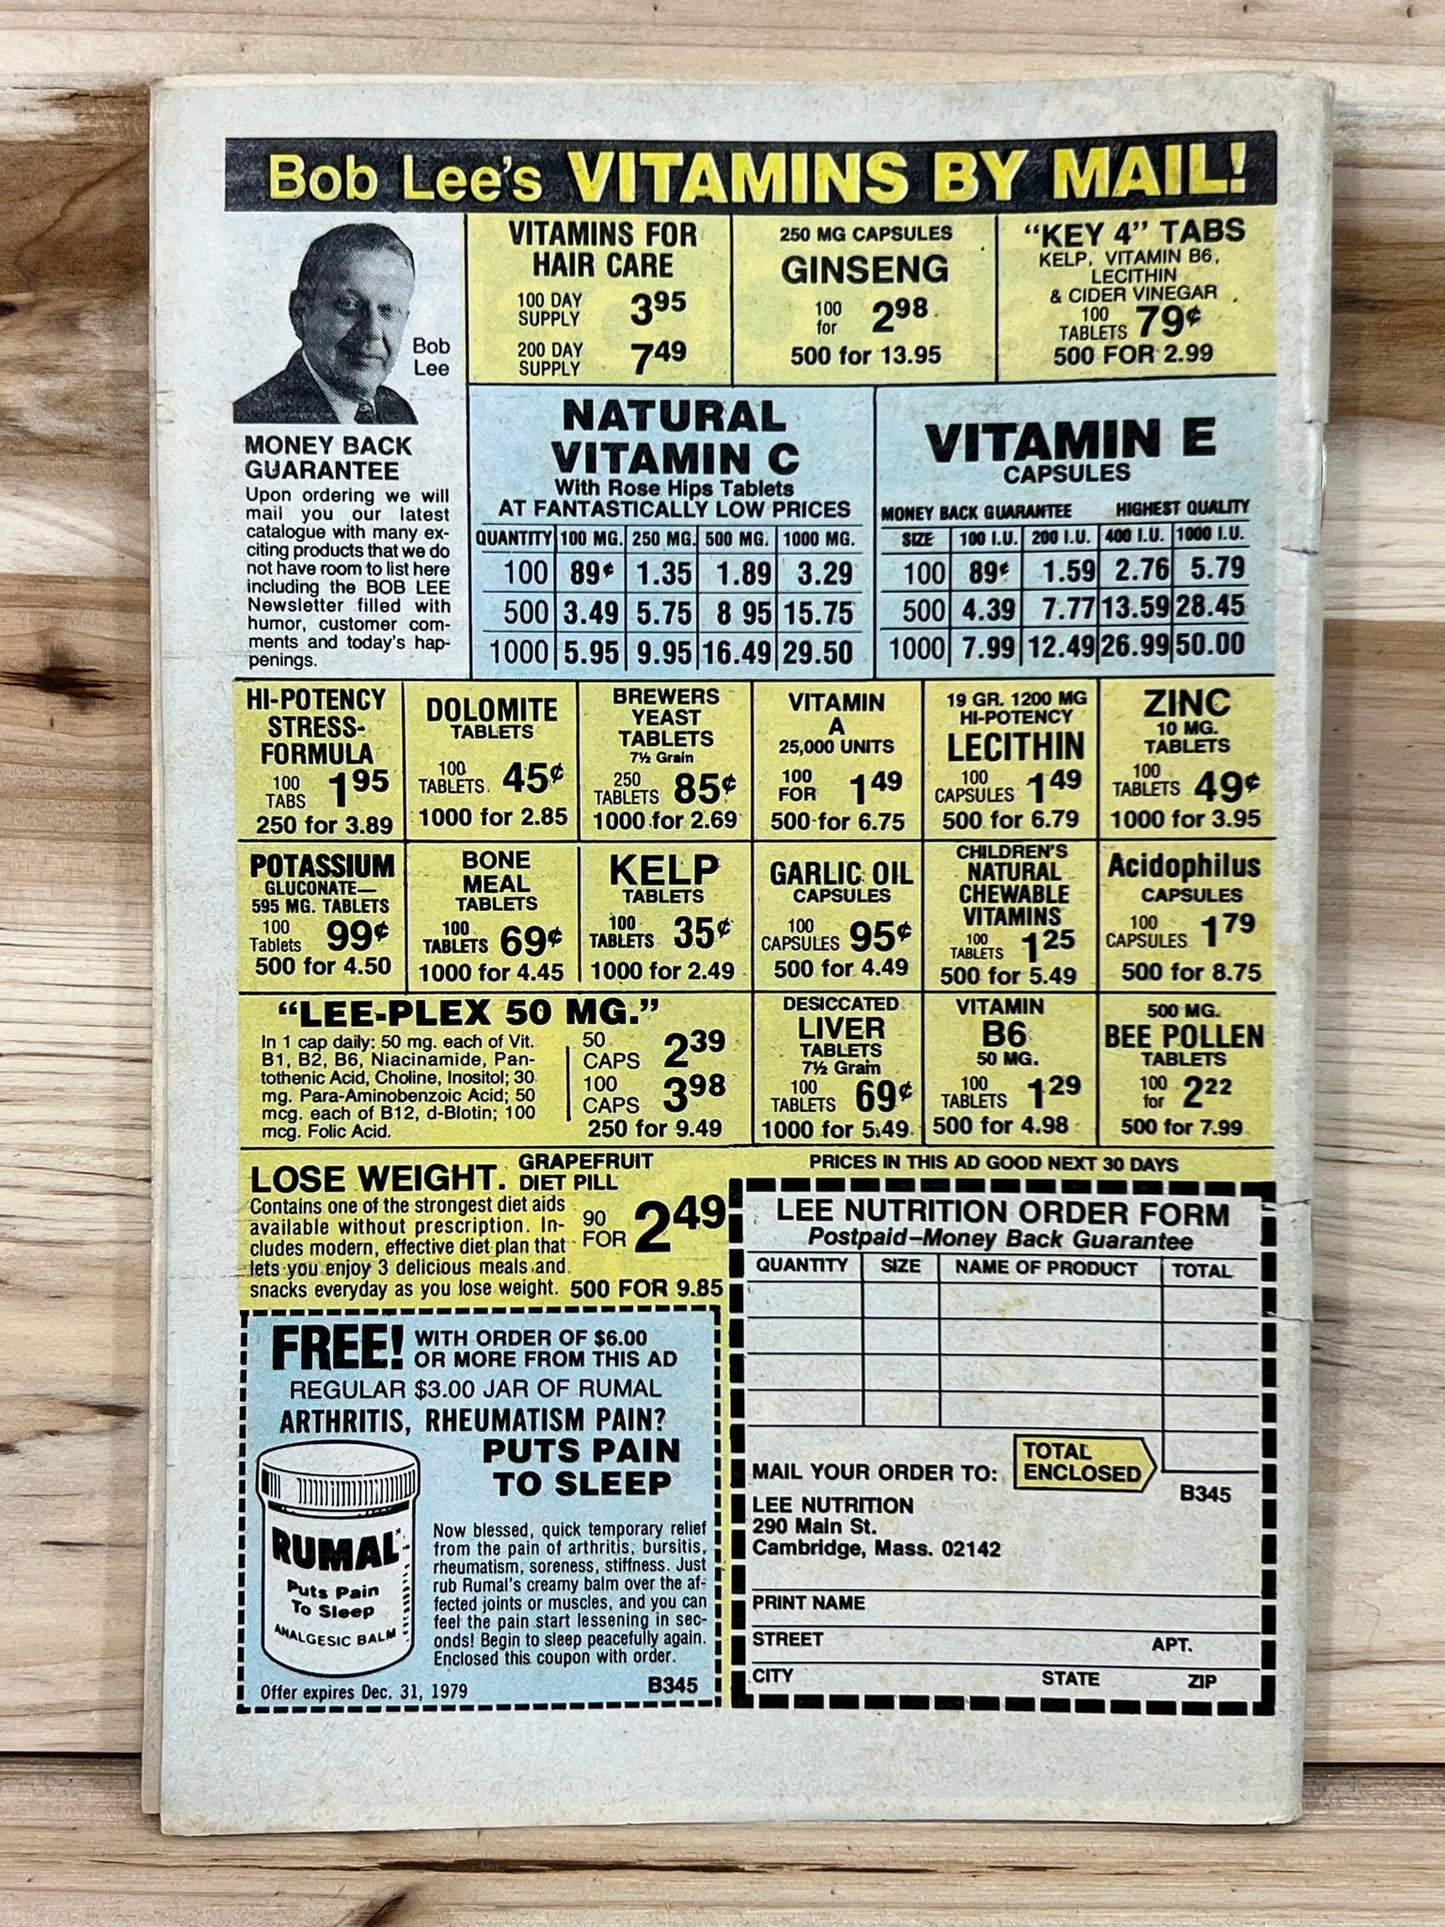 Bob Lee's VITAMINS BY MAIL!
Bob
Lee
MONEY BACK
GUARANTEE
Upon ordering we will
mail you our latest
catalogue with many ex-
citing products that we do
not have room to list here
including the BOB LEE
Newsletter filled with
humor, customer com-
ments and today's hap-
penings.
VITAMINS FOR
HAIR CARE
100 DAY
SUPPLY 3.95
200 DAY
SUPPLY 7.49
250 MG CAPSULES
GINSENG
100
for 2.98
500 for 13.95
"KEY 4" TABS
KELP, VITAMIN B6,
LECITHIN
& CIDER VINEGAR
100
TABLETS 79¢
500 FOR 2.99
NATURAL
VITAMIN C
With Rose Hips Tablets
AT FANTASTICALLY LOW PRICES
QUANTITY 100 MG. 250 MG. 500 MG. 1000 MG.
100 89¢ 1.35 1.89 3.29
500 3.49 5.75 8 95 15.75
1000 5.95 9.95 16.49 29.50
VITAMIN E
CAPSULES
MONEY BACK GUARANTEE HIGHEST QUALITY
SIZE 100 I.U. 200 I.U. 400 I.U. 1000 I.U.
100 89¢ 1.59 2.76 5.79
500 4.39 7.77 13.59 28.45
1000 7.99 12.49 26.99 50.00
HI-POTENCY
STRESS-
FORMULA
100
TABS 1.95
250 for 3.89
DOLOMITE
TABLETS
100
TABLETS 45¢
1000 for 2.85
BREWERS
YEAST
TABLETS
7½ Grain
250
TABLETS 85¢
1000 for 2.69
VITAMIN
A
25,000 UNITS
100
FOR 1.49
500 for 6.75
19 GR. 1200 MG
HI-POTENCY
LECITHIN
100
CAPSULES 1.49
500 for 6.79
ZINC
10 MG.
TABLETS
100
TABLETS 49¢
1000 for 3.95
POTASSIUM
GLUCONATE—
595 MG. TABLETS
100
Tablets 99¢
500 for 4.50
BONE
MEAL
TABLETS
100
TABLETS 69¢
1000 for 4.45
KELP
TABLETS
100
TABLETS 35¢
1000 for 2.49
GARLIC OIL
CAPSULES
100
CAPSULES 95¢
500 for 4.49
CHILDREN'S
NATURAL
CHEWABLE
VITAMINS
100
TABLETS 1.25
500 for 5.49
Acidophilus
CAPSULES
100
CAPSULES 1.79
500 for 8.75
"LEE-PLEX 50 MG."
In 1 cap daily: 50 mg. each of Vit.
B1, B2, B6, Niacinamide, Pan-
tothenic Acid, Choline, Inositol; 30
mg. Para-Aminobenzoic Acid; 50
mcg. each of B12, d-Biotin; 100
mcg. Folic Acid.
50
CAPS 2.39
100
CAPS 3.98
250 for 9.49
DESICCATED
LIVER
TABLETS
7½ Grain
100
TABLETS 69¢
1000 for 5.49
VITAMIN
B6
50 MG.
100
TABLETS 1.29
500 for 4.98
500 MG.
BEE POLLEN
TABLETS
100
for 2.22
500 for 7.99
LOSE WEIGHT. GRAPEFRUIT
DIET PILL
Contains one of the strongest diet aids
available without prescription. In-
cludes modern, effective diet plan that
lets you enjoy 3 delicious meals and
snacks everyday as you lose weight.
90
FOR 2.49
500 FOR 9.85
FREE! WITH ORDER OF $6.00
OR MORE FROM THIS AD
REGULAR $3.00 JAR OF RUMAL
ARTHRITIS, RHEUMATISM PAIN?
PUTS PAIN
TO SLEEP
RUMAL
Puts Pain
To Sleep
ANALGESIC BALM
Now blessed, quick temporary relief
from the pain of arthritis, bursitis,
rheumatism, soreness, stiffness. Just
rub Rumal's creamy balm over the af-
fected joints or muscles, and you can
feel the pain start lessening in sec-
onds! Begin to sleep peacefully again.
Enclosed this coupon with order.
Offer expires Dec. 31, 1979
B345
PRICES IN THIS AD GOOD NEXT 30 DAYS
LEE NUTRITION ORDER FORM
Postpaid–Money Back Guarantee
QUANTITY SIZE NAME OF PRODUCT TOTAL
MAIL YOUR ORDER TO: TOTAL
ENCLOSED
B345
LEE NUTRITION
290 Main St.
Cambridge, Mass. 02142
PRINT NAME
STREET APT.
CITY STATE ZIP